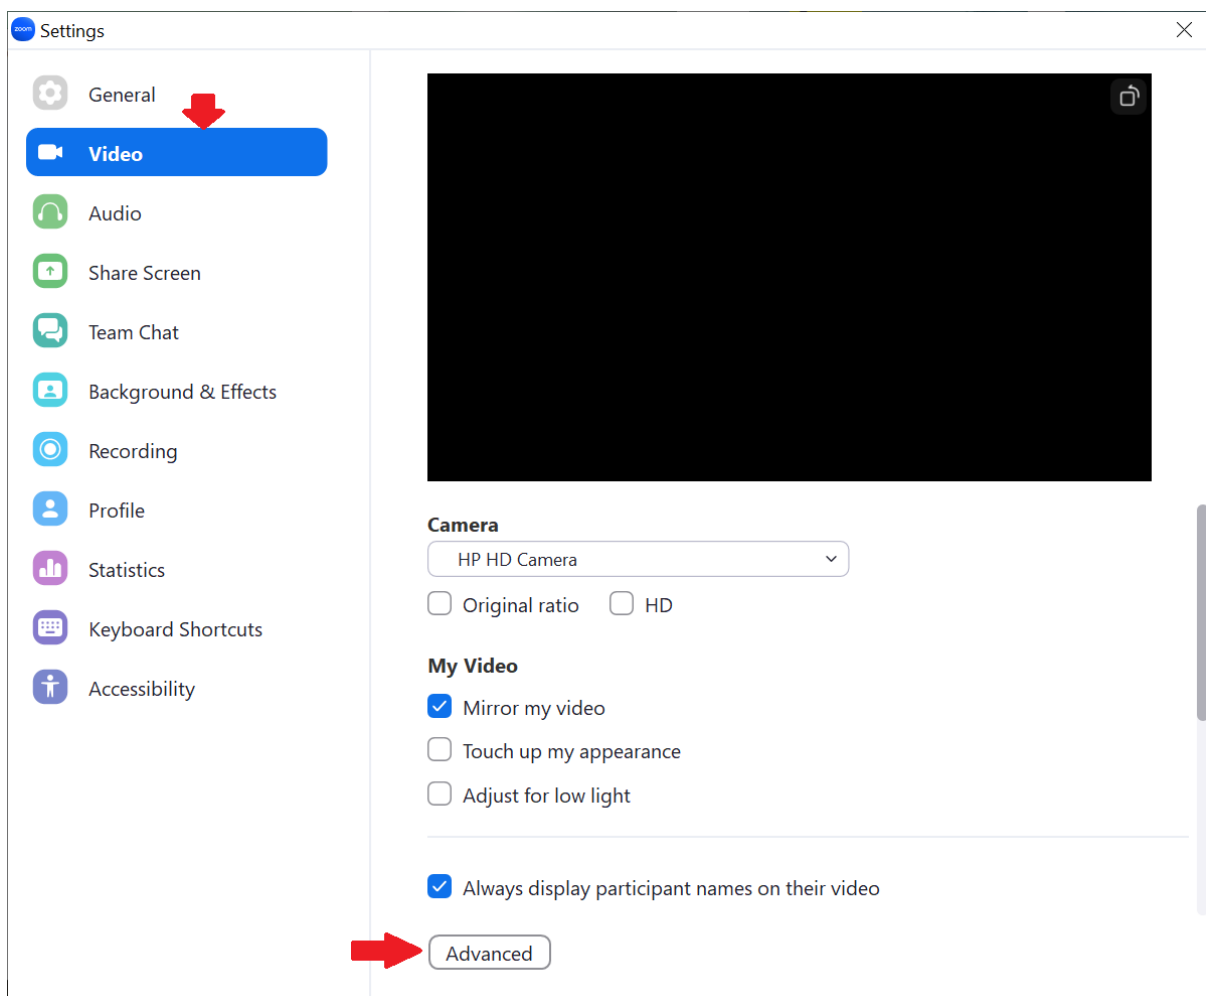 zoom Settings
General
Video
Audio
Share Screen
Team Chat
Background & Effects
Recording
Profile
Statistics
Keyboard Shortcuts
Accessibility
Camera
HP HD Camera
Original ratio HD
My Video
Mirror my video
Touch up my appearance
Adjust for low light
Always display participant names on their video
Advanced